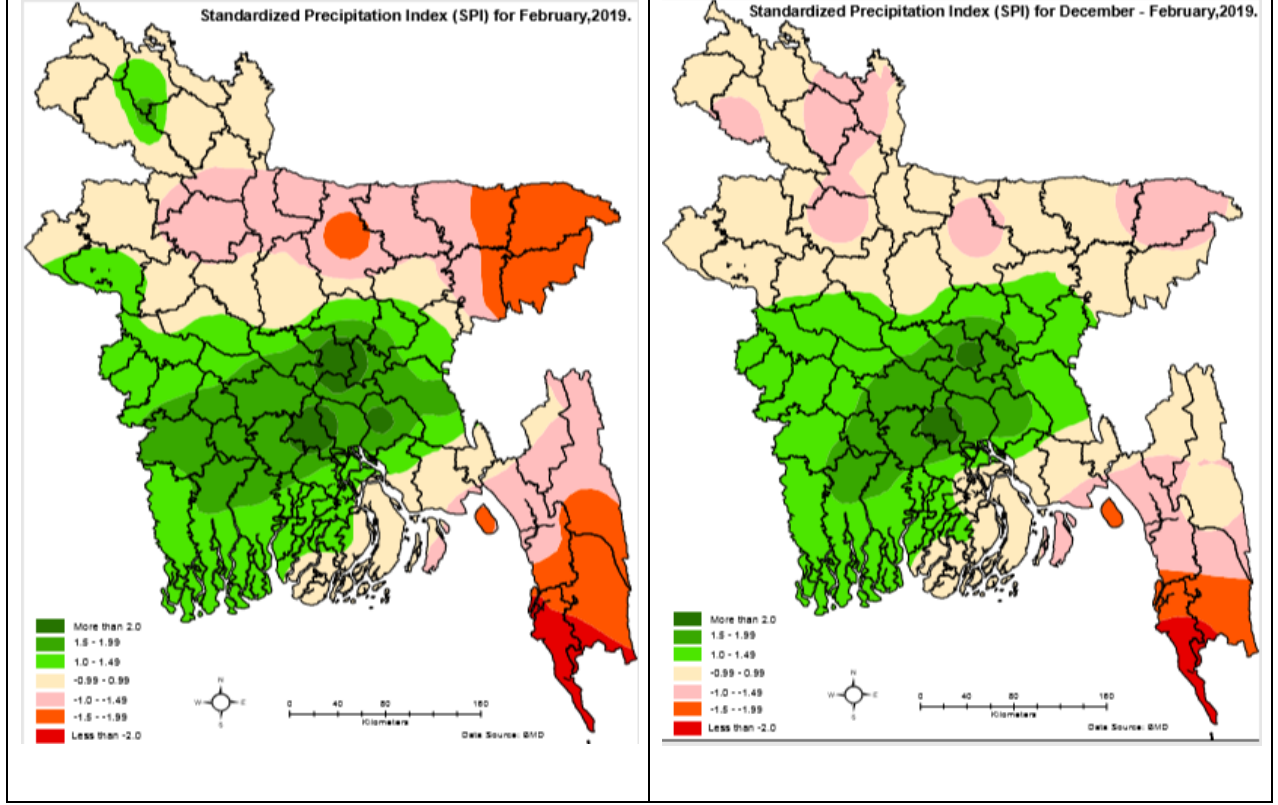 Standardized Precipitation Index (SPI) for February,2019.
More than 2.0
1.5 - 1.99
1.0 - 1.49
-0.99 - 0.99
-1.0 - -1.49
-1.5 - -1.99
Less than -2.0
N
W E
S
0 40 80 160
Kilometers
Data Source: BMD
Standardized Precipitation Index (SPI) for December - February,2019.
More than 2.0
1.5 - 1.99
1.0 - 1.49
-0.99 - 0.99
-1.0 - -1.49
-1.5 - -1.99
Less than -2.0
N
W E
S
0 40 80 160
Kilometers
Data Source: BMD